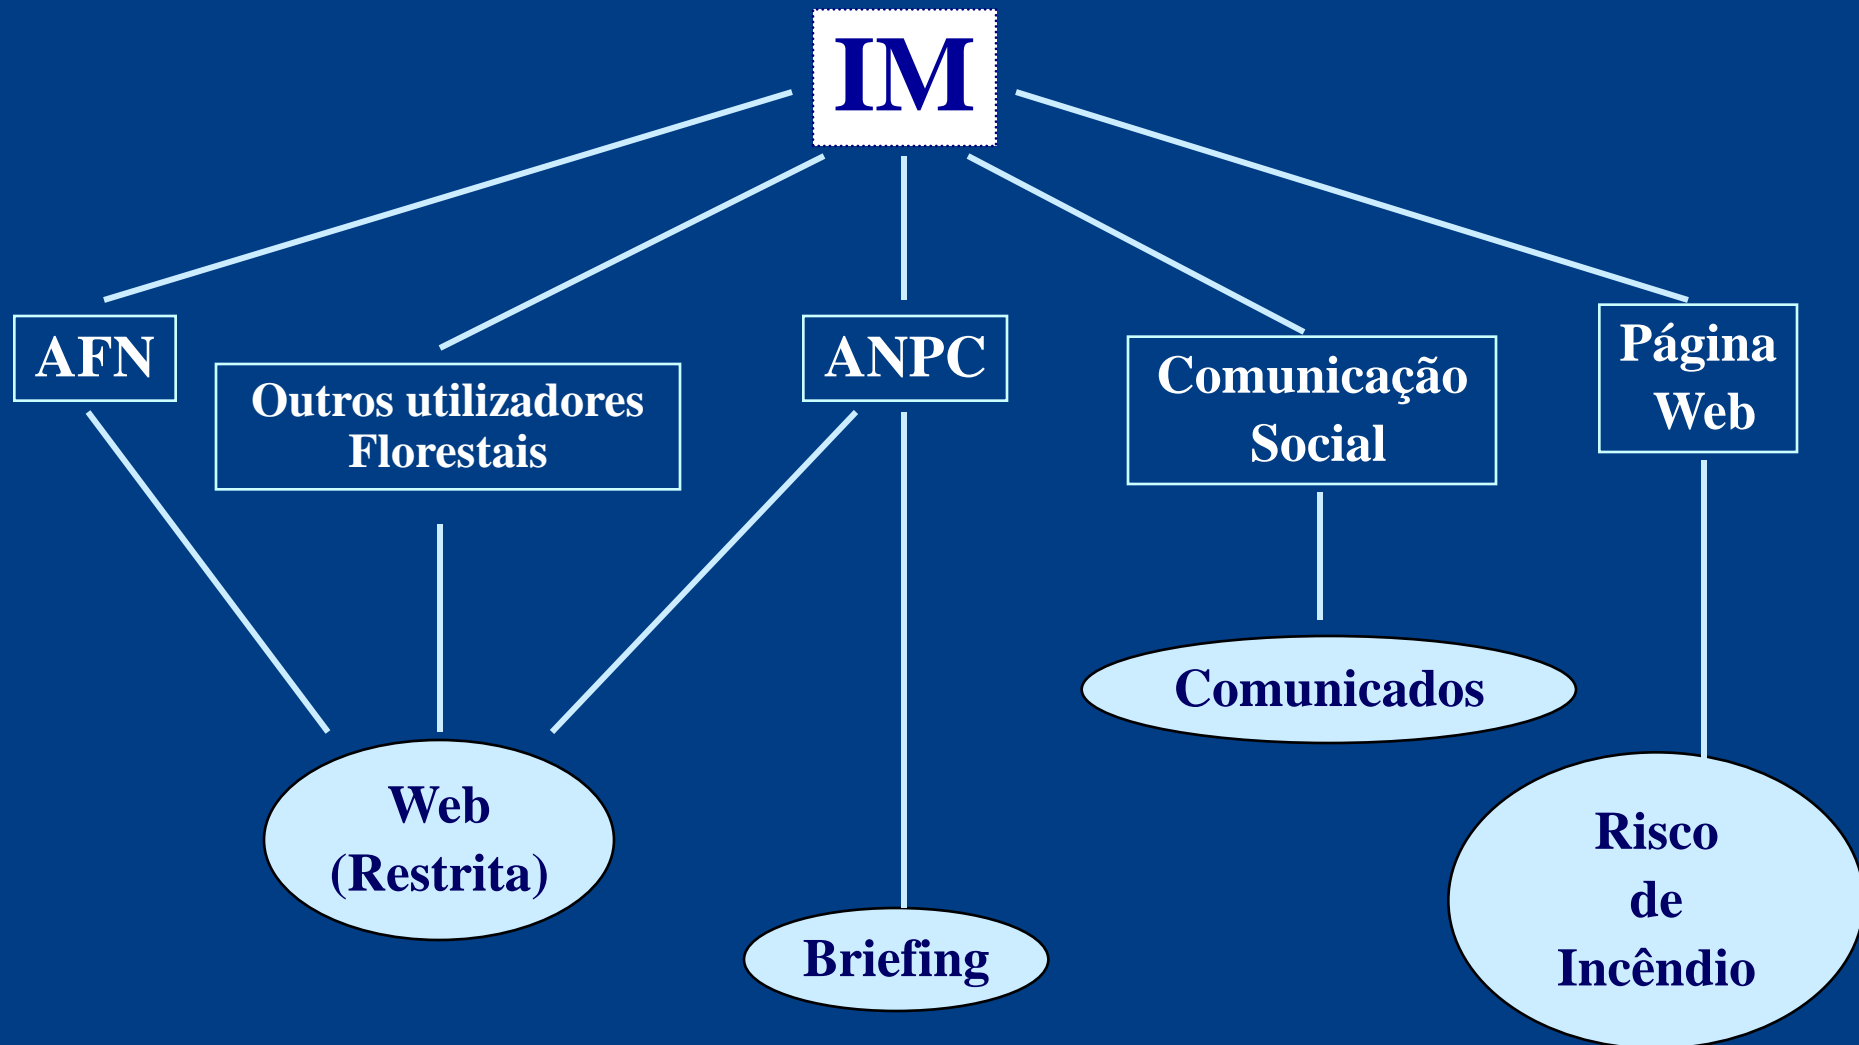 IM
AFN
Outros utilizadores
Florestais
ANPC
Comunicação
Social
Página
Web
Comunicados
Web
(Restrita)
Briefing
Risco
de
Incêndio